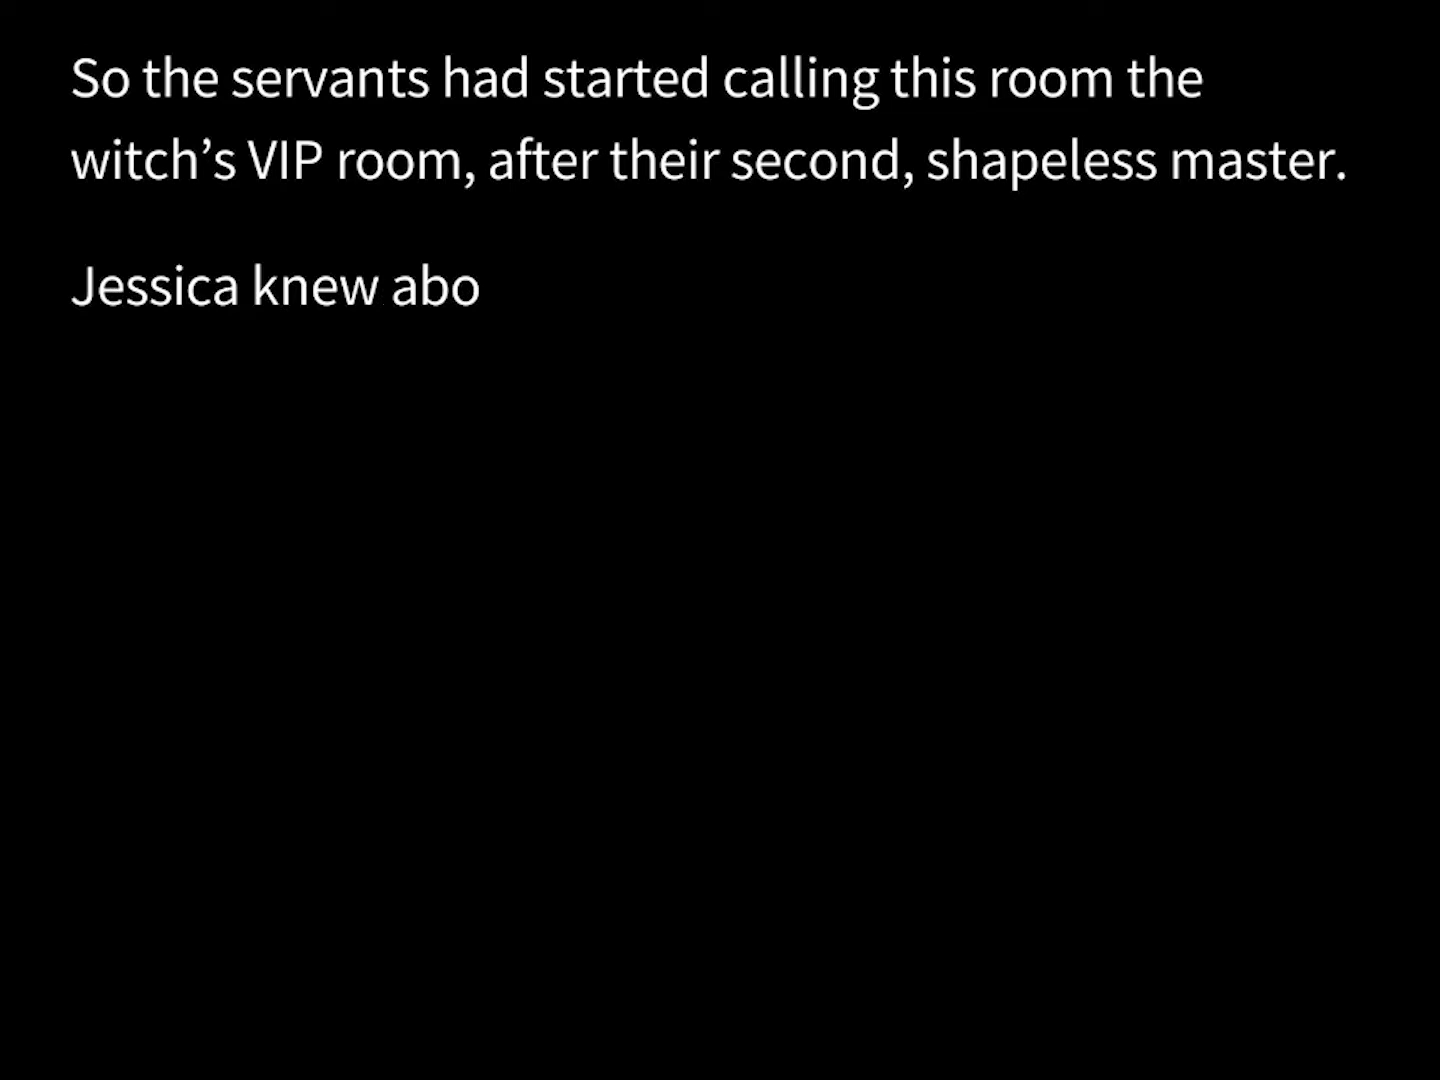 So the servants had started calling this room the
witch’s VIP room, after their second, shapeless master.
Jessica knew abo